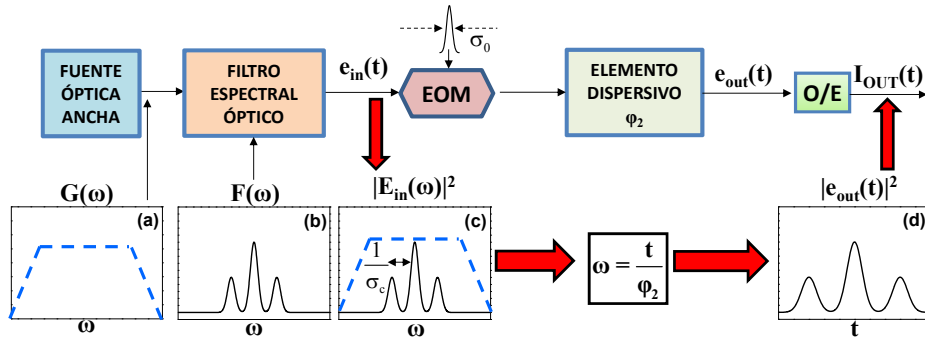 σ₀
FUENTE
ÓPTICA
ANCHA
FILTRO
ESPECTRAL
ÓPTICO
e_in(t)
EOM
ELEMENTO
DISPERSIVO
φ₂
e_out(t)
O/E
I_OUT(t)
G(ω)
F(ω)
|E_in(ω)|²
|e_out(t)|²
(a)
(b)
(c)
(d)
1
σ_c
ω = t
φ₂
ω
ω
ω
t